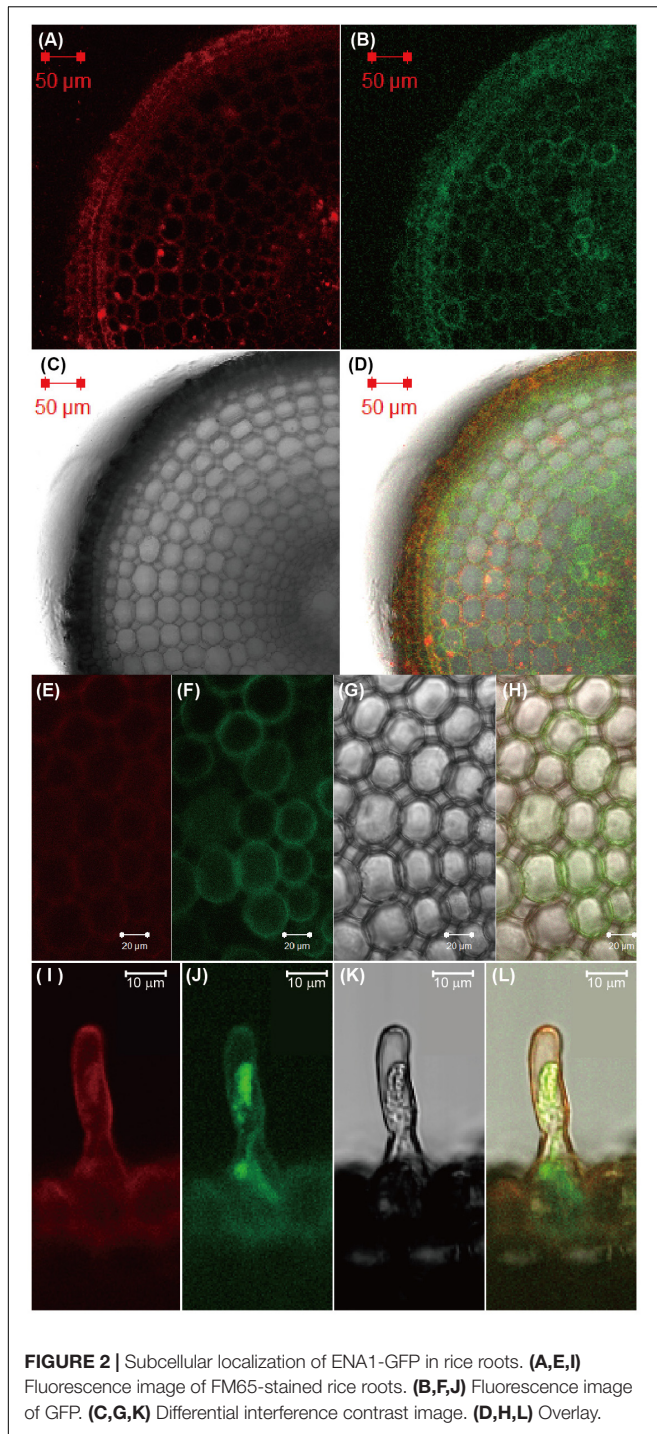 (A)
50 µm
(B)
50 µm
(C)
50 µm
(D)
50 µm
(E)
20 µm
(F)
20 µm
(G)
20 µm
(H)
20 µm
(I)
10 µm
(J)
10 µm
(K)
10 µm
(L)
10 µm
FIGURE 2 | Subcellular localization of ENA1-GFP in rice roots. (A,E,I)
Fluorescence image of FM65-stained rice roots. (B,F,J) Fluorescence image
of GFP. (C,G,K) Differential interference contrast image. (D,H,L) Overlay.